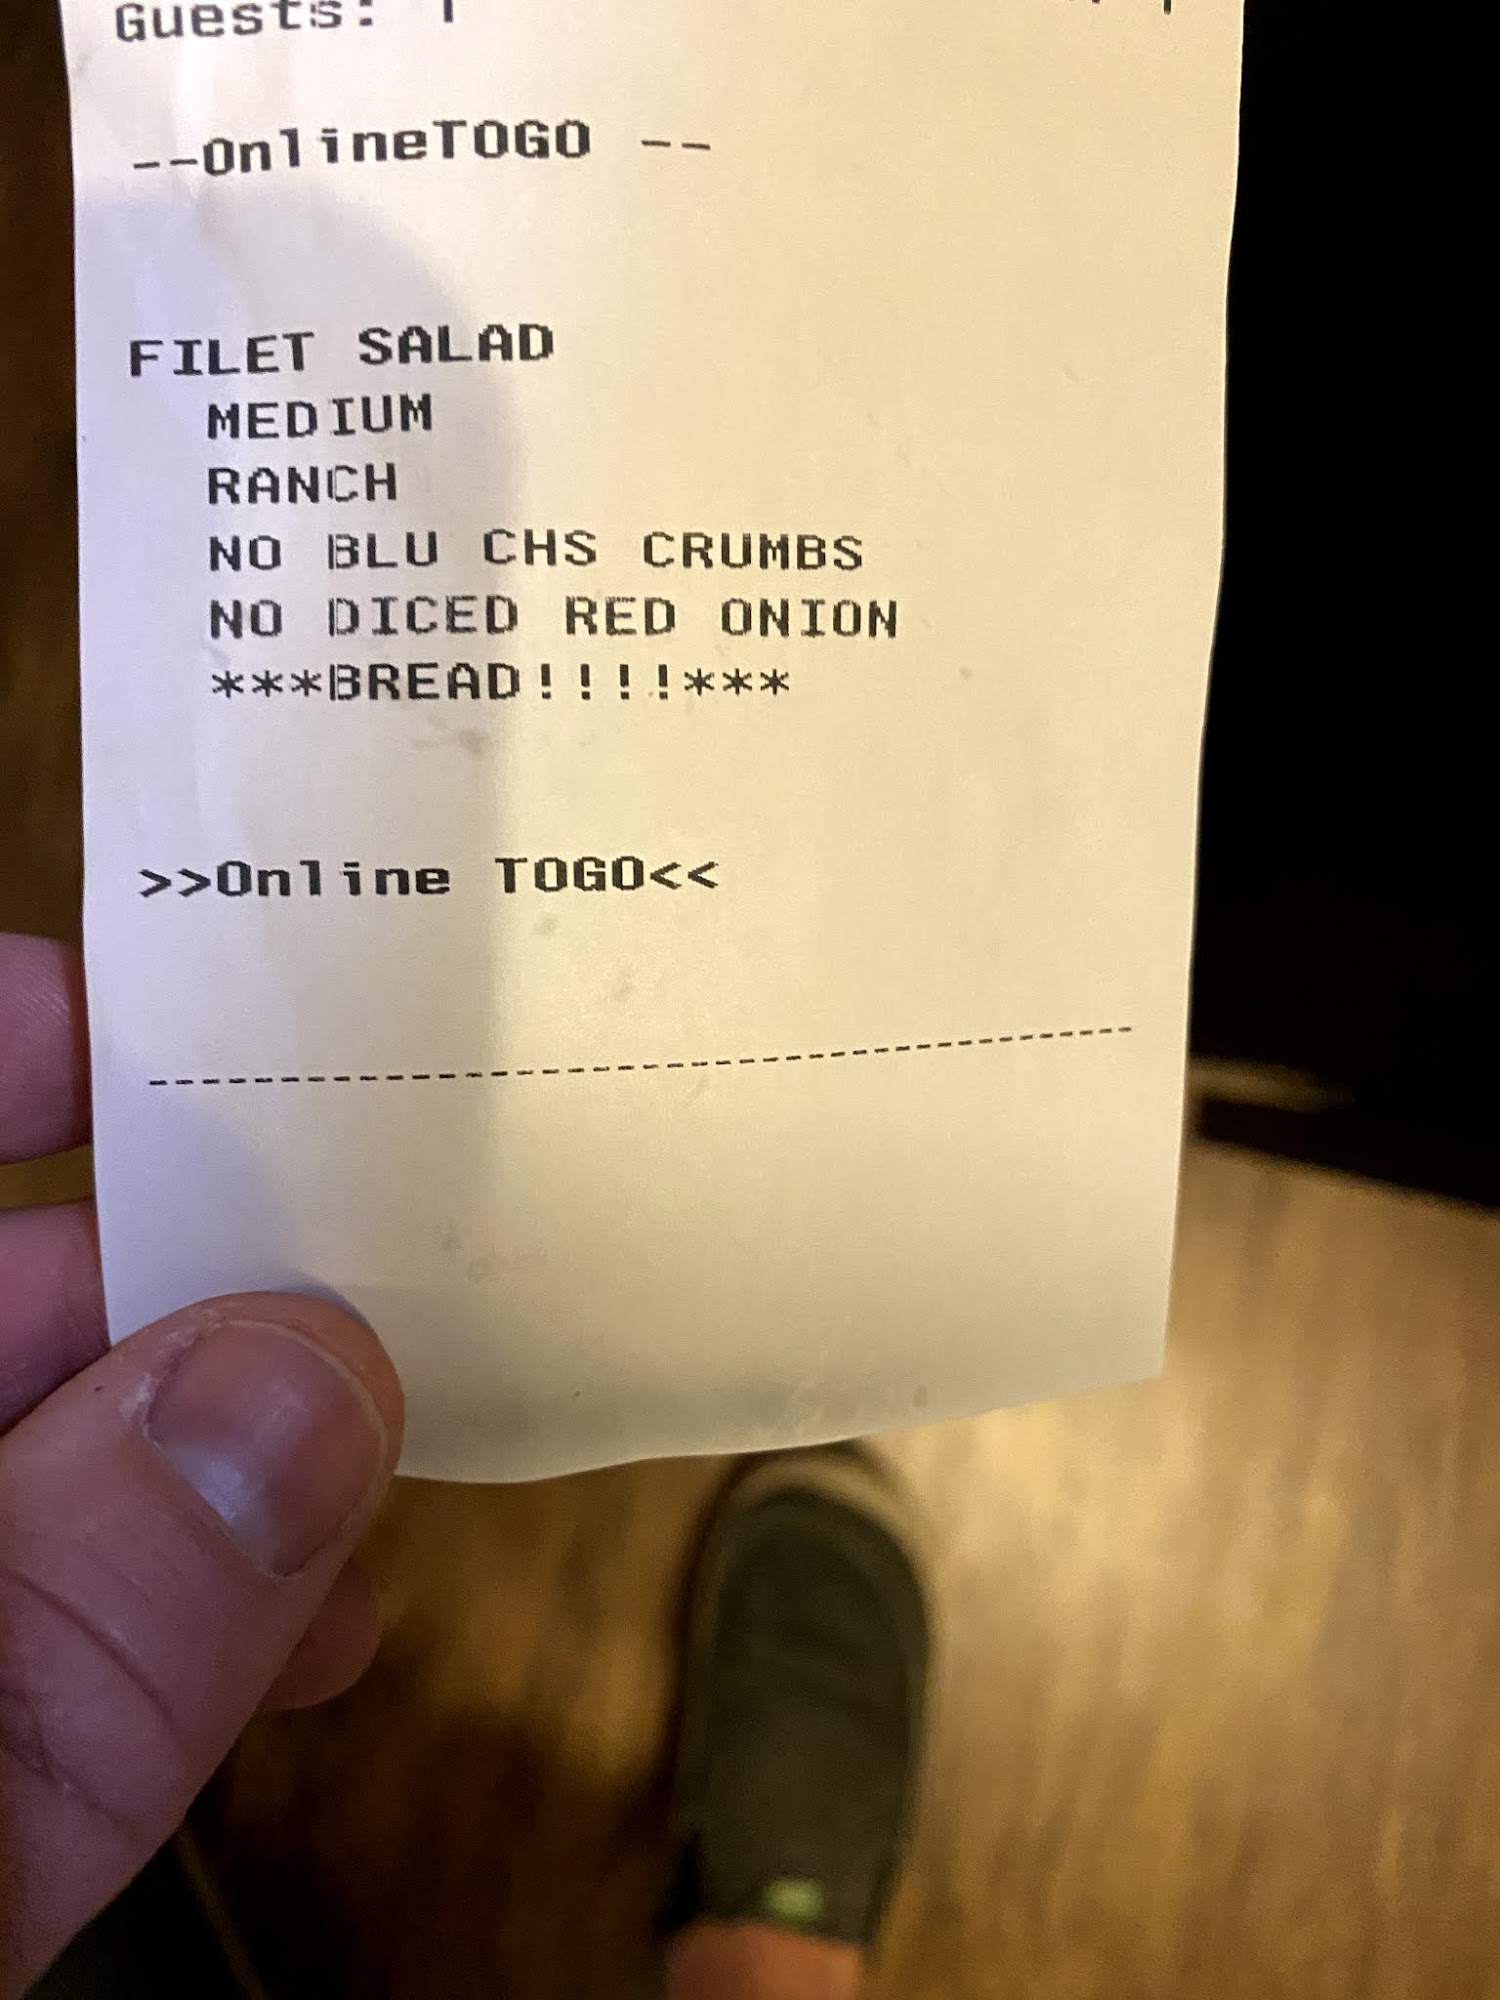 Guests: 1
--OnlineTOGO --
FILET SALAD
MEDIUM
RANCH
NO BLU CHS CRUMBS
NO DICED RED ONION
***BREAD!!!!***
>>Online TOGO<<
--------------------------------------